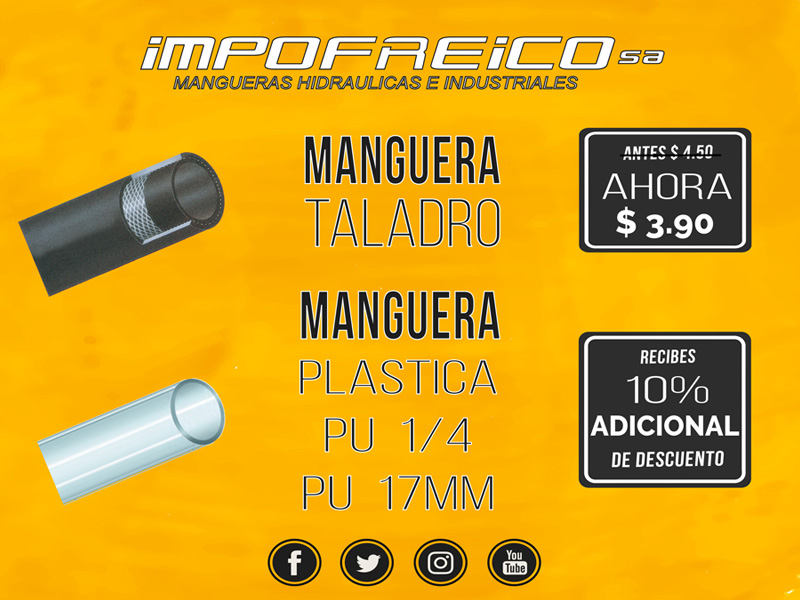 IMPOFREICO sa
MANGUERAS HIDRAULICAS E INDUSTRIALES
MANGUERA
TALADRO
ANTES $ 4.50
AHORA
$ 3.90
MANGUERA
PLASTICA
PU 1/4
PU 17MM
RECIBES
10%
ADICIONAL
DE DESCUENTO
f
You
Tube